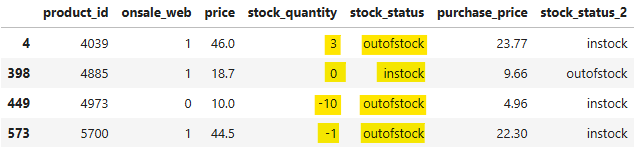 product_id onsale_web price stock_quantity stock_status purchase_price stock_status_2
4 4039 1 46.0 3 outofstock 23.77 instock
398 4885 1 18.7 0 instock 9.66 outofstock
449 4973 0 10.0 -10 outofstock 4.96 instock
573 5700 1 44.5 -1 outofstock 22.30 instock